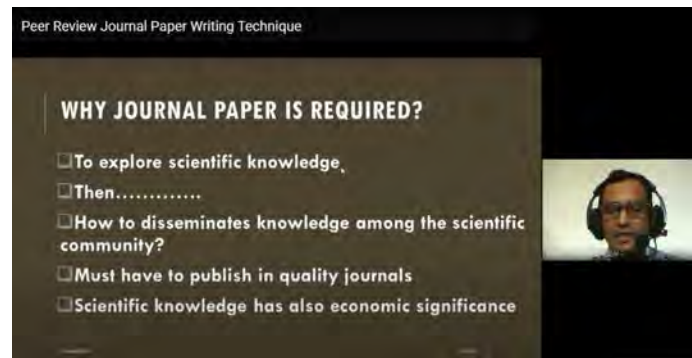 Peer Review Journal Paper Writing Technique
WHY JOURNAL PAPER IS REQUIRED?
To explore scientific knowledge
Then.............
How to disseminates knowledge among the scientific
community?
Must have to publish in quality journals
Scientific knowledge has also economic significance